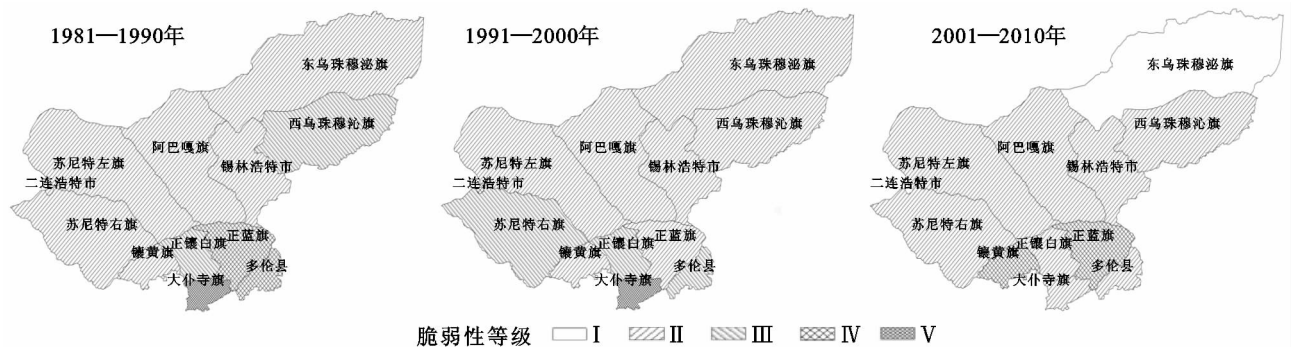 1981—1990年
东乌珠穆泌旗
西乌珠穆沁旗
阿巴嘎旗
锡林浩特市
苏尼特左旗
二连浩特市
苏尼特右旗
正蓝旗
正镶白旗
镶黄旗
多伦县
大仆寺旗
1991—2000年
东乌珠穆泌旗
西乌珠穆沁旗
阿巴嘎旗
锡林浩特市
苏尼特左旗
二连浩特市
苏尼特右旗
正蓝旗
正镶白旗
镶黄旗
多伦县
大仆寺旗
2001—2010年
东乌珠穆泌旗
西乌珠穆沁旗
阿巴嘎旗
锡林浩特市
苏尼特左旗
二连浩特市
苏尼特右旗
正蓝旗
正镶白旗
镶黄旗
多伦县
大仆寺旗
脆弱性等级 Ⅰ Ⅱ Ⅲ Ⅳ Ⅴ